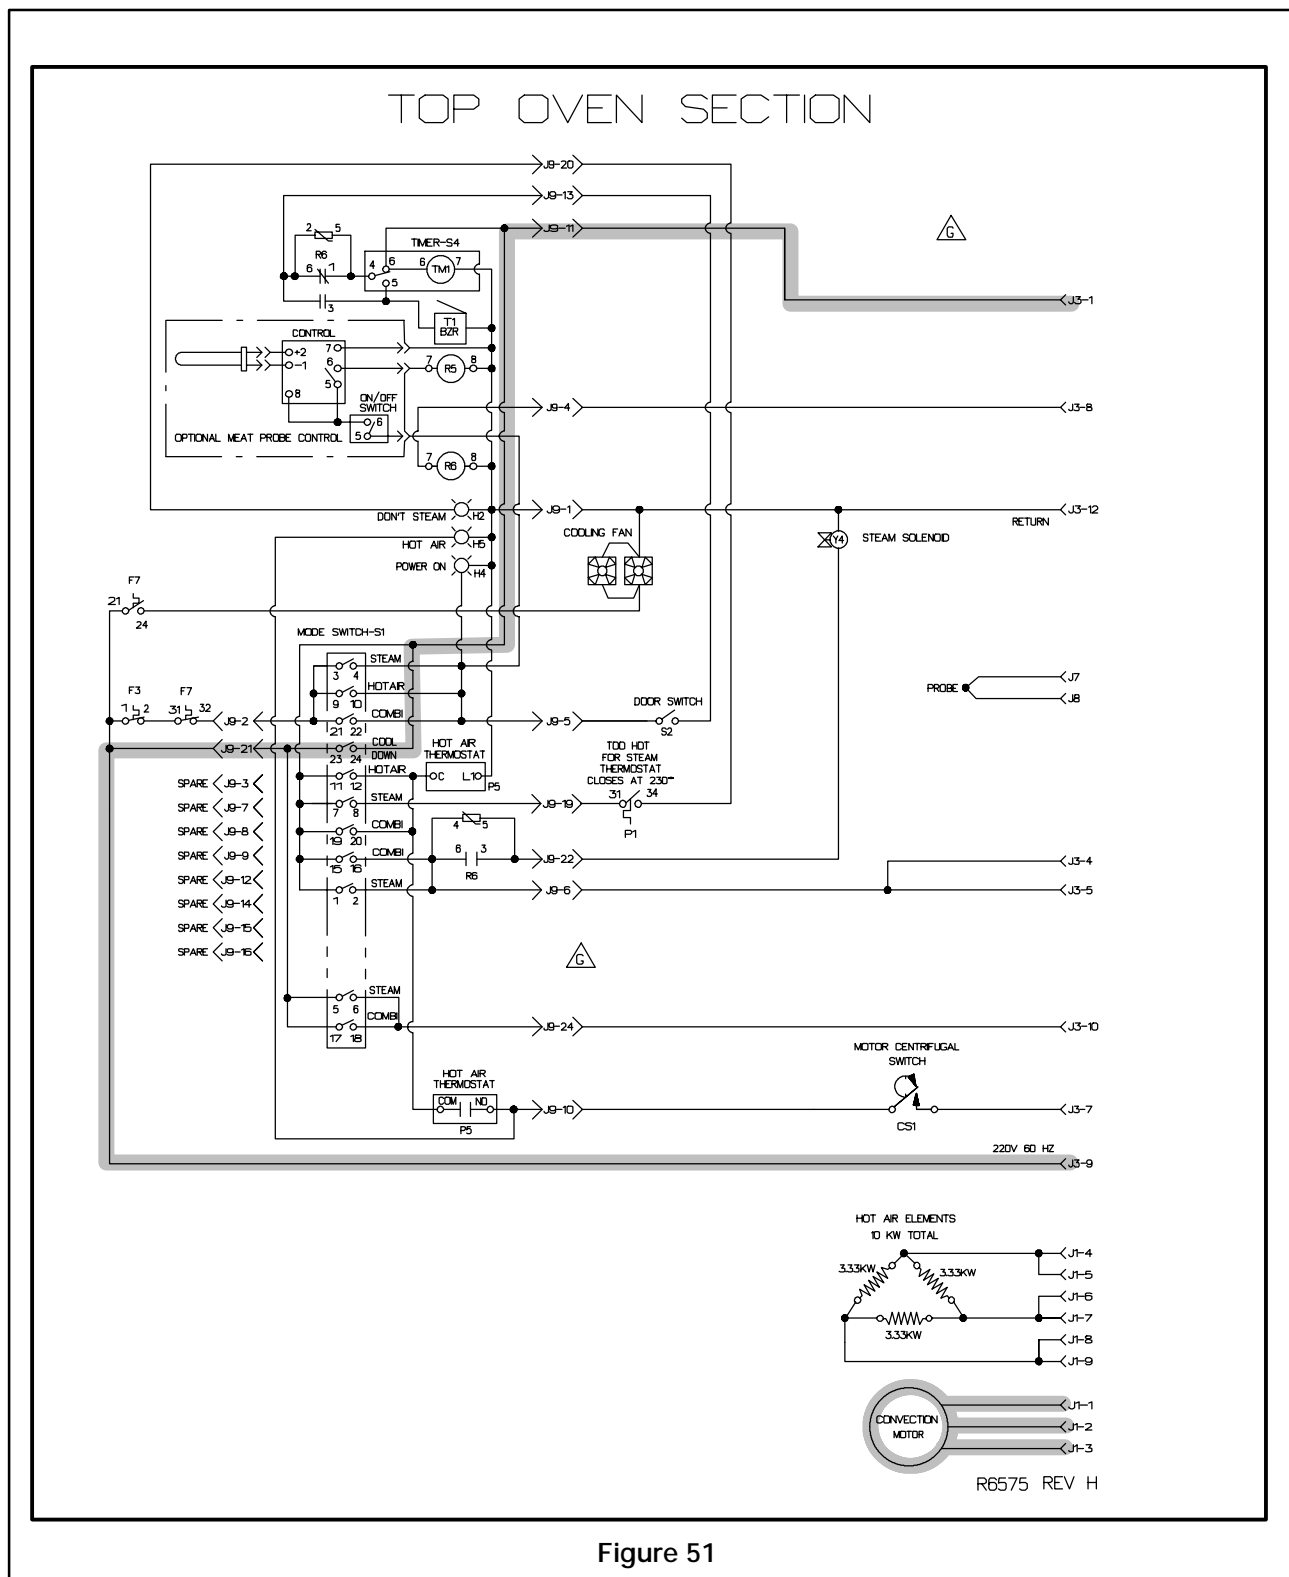 TOP OVEN SECTION
J9-20
J9-13
J9-11
G
2 5
R6
6 7
3
TIMER-S4
4 6 6 TM1 7
5
J3-1
T1
BZR
CONTROL
+2
-1
7
6
5
8
ON/OFF
SWITCH
6
5
OPTIONAL MEAT PROBE CONTROL
7 R5 8
J9-4
J3-8
7 R6 8
DON'T STEAM
H2
J9-1
J3-12
RETURN
HOT AIR
H5
COOLING FAN
Y4
STEAM SOLENOID
POWER ON
H4
F7
21
24
MODE SWITCH-S1
STEAM
3 4
HOTAIR
9 10
COMBI
21 22
F3
1 2
F7
31 32
J9-2
J9-5
DOOR SWITCH
S2
PROBE
J7
J8
J9-21
COOL
DOWN
23 24
HOT AIR
THERMOSTAT
C L1
P5
HOTAIR
11 12
TOO HOT
FOR STEAM
THERMOSTAT
CLOSES AT 230°
31 34
P1
STEAM
7 8
J9-19
COMBI
19 20
4 5
COMBI
15 16
6 3
R6
J9-22
J3-4
STEAM
1 2
J9-6
J3-5
SPARE J9-3
SPARE J9-7
SPARE J9-8
SPARE J9-9
SPARE J9-12
SPARE J9-14
SPARE J9-15
SPARE J9-16
G
STEAM
5 6
COMBI
17 18
J9-24
J3-10
MOTOR CENTRIFUGAL
SWITCH
CS1
HOT AIR
THERMOSTAT
COM NO
P5
J9-10
J3-7
220V 60 HZ
J3-9
HOT AIR ELEMENTS
10 KW TOTAL
3.33KW
3.33KW
3.33KW
J1-4
J1-5
J1-6
J1-7
J1-8
J1-9
CONVECTION
MOTOR
J1-1
J1-2
J1-3
R6575 REV H
Figure 51